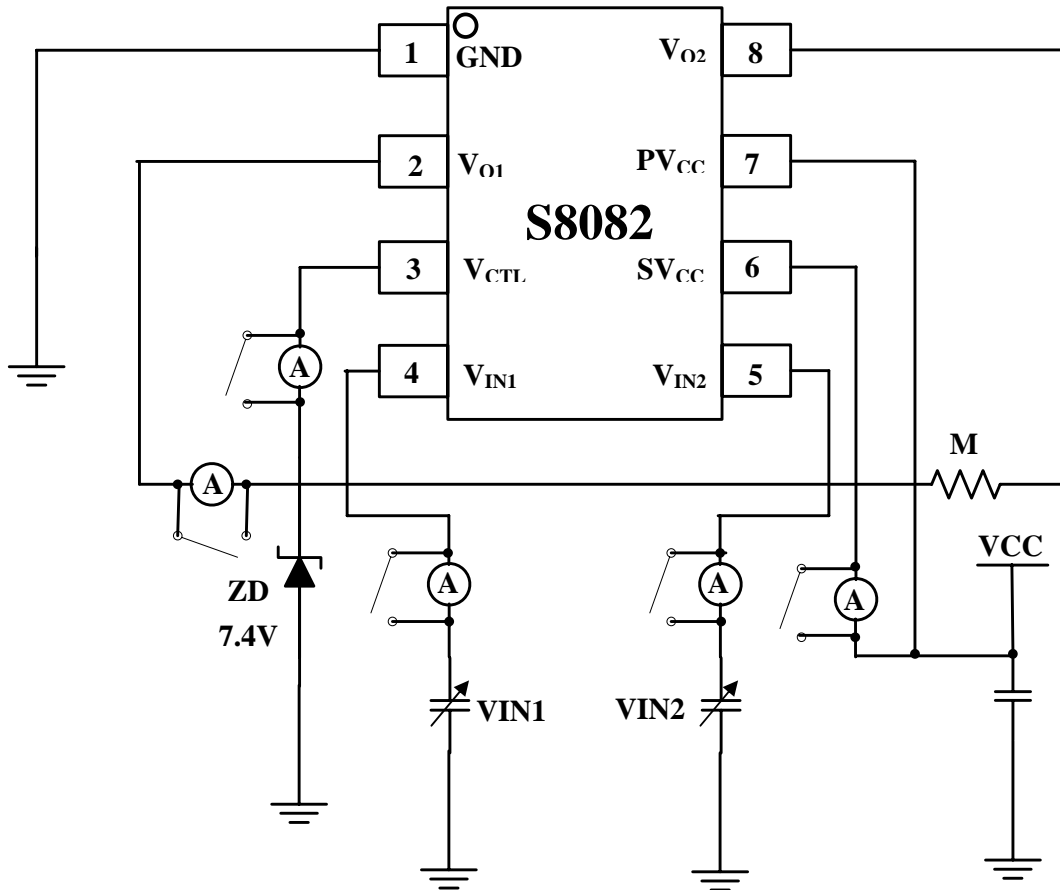 1
GND
VO2
8
2
VO1
PVCC
7
S8082
3
VCTL
SVCC
6
4
VIN1
VIN2
5
A
A
M
VCC
A
A
A
ZD
7.4V
VIN1
VIN2